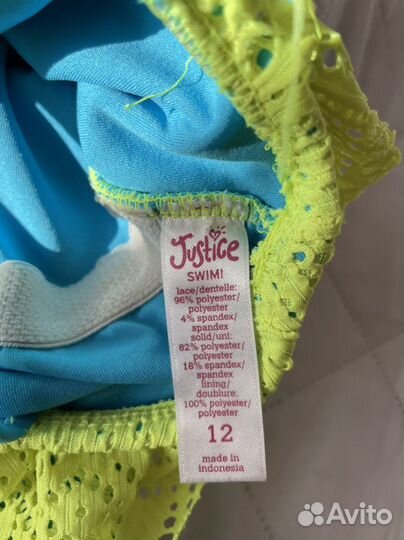 Justice
SWIM!
lace/dentelle:
96% polyester/
polyester
4% spandex/
spandex
solid/uni:
82% polyester/
polyester
18% spandex/
spandex
lining/
doublure:
100% polyester/
polyester
12
made in
indonesia
Avito